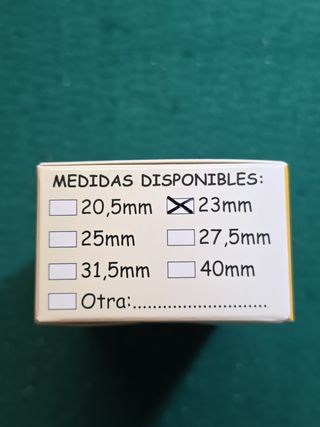 MEDIDAS DISPONIBLES:
20,5mm 23mm
25mm 27,5mm
31,5mm 40mm
Otra:...........................